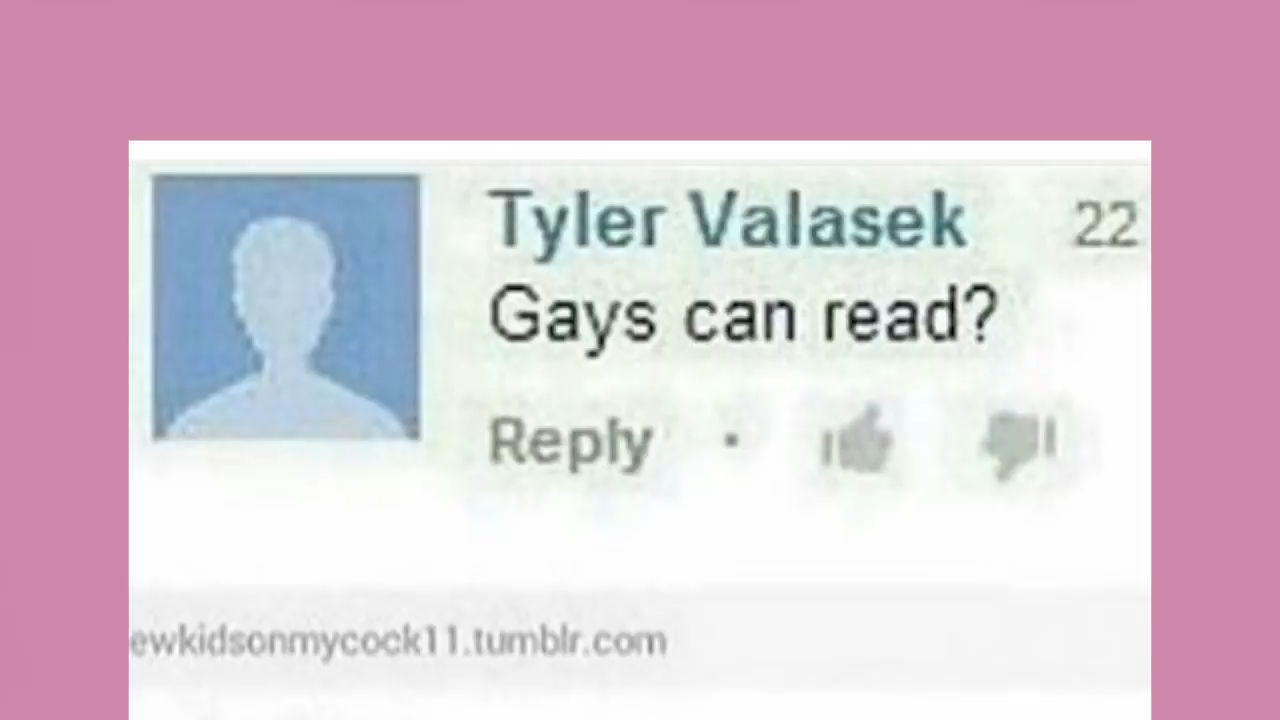 Tyler Valasek 22
Gays can read?
Reply •
ewkidsonmycock11.tumblr.com